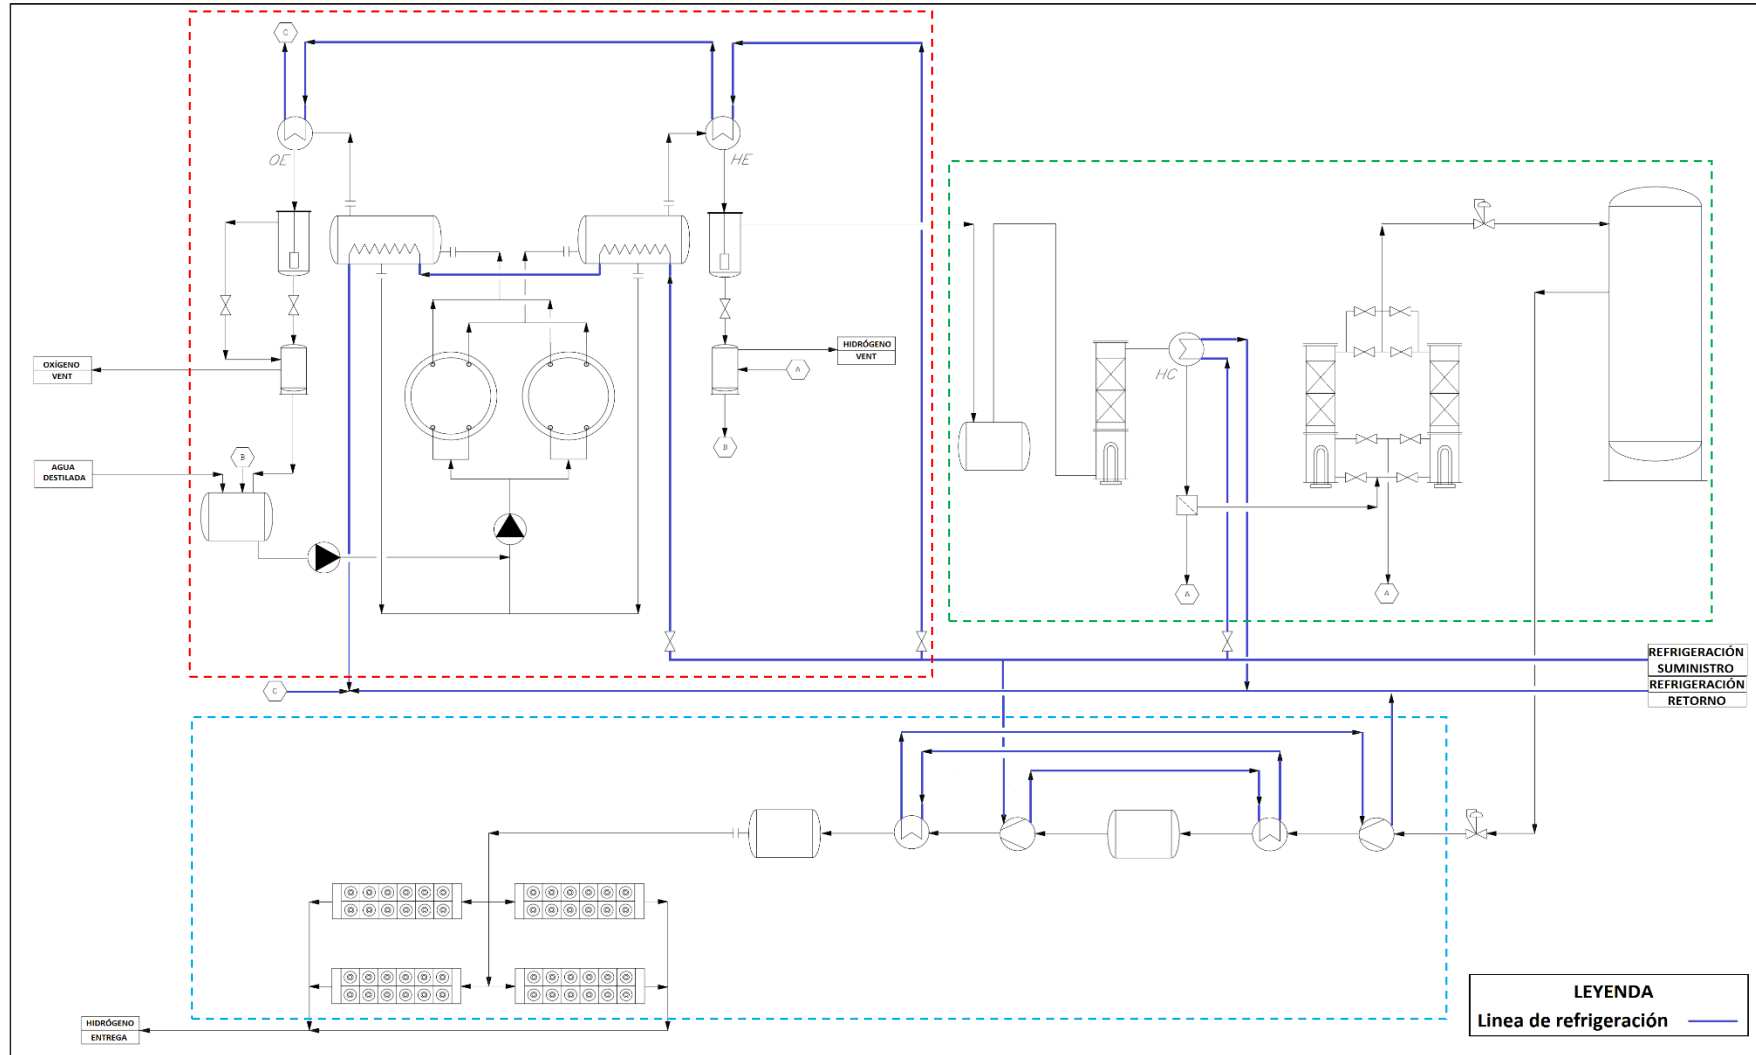 C
OE
HE
OXÍGENO
VENT
HIDRÓGENO
VENT
A
HC
B
B
AGUA
DESTILADA
A
A
REFRIGERACIÓN
SUMINISTRO
REFRIGERACIÓN
RETORNO
C
HIDRÓGENO
ENTREGA
LEYENDA
Linea de refrigeración